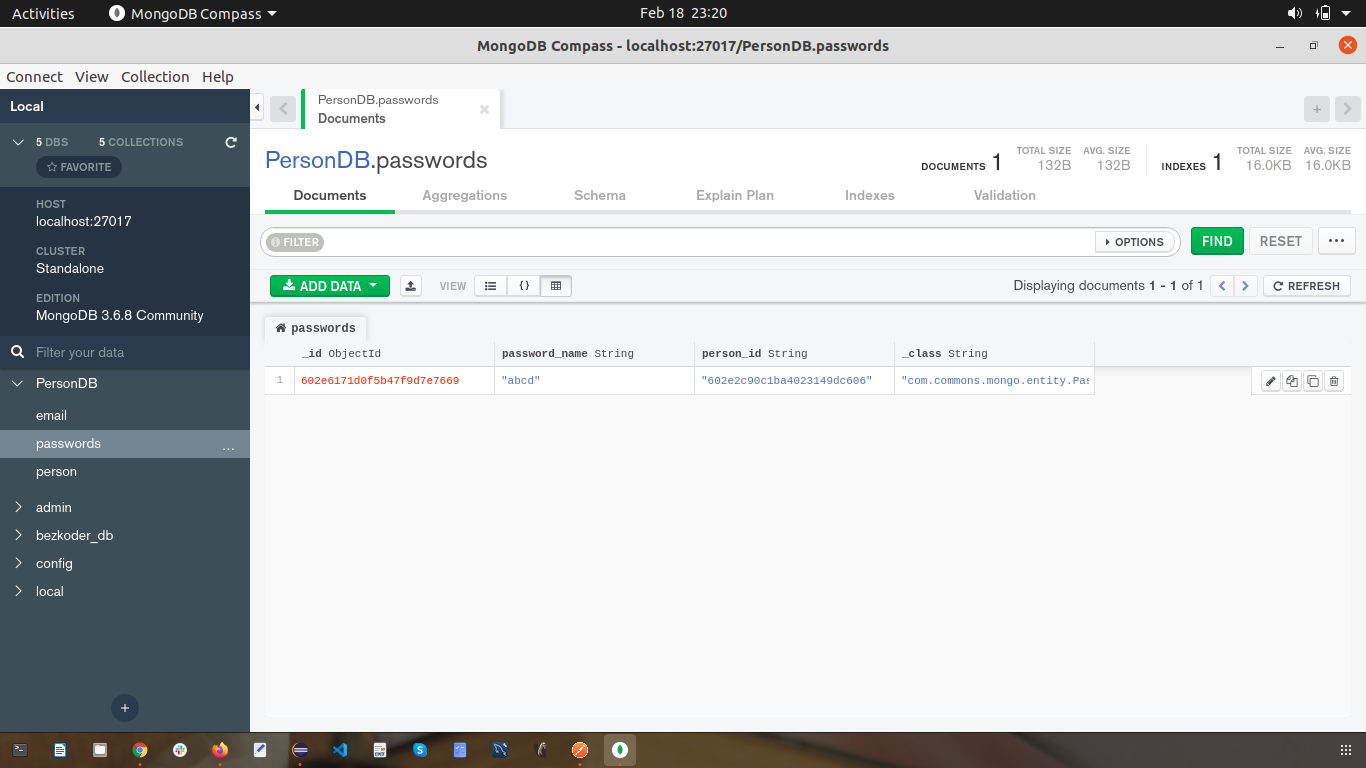 Activities
MongoDB Compass
Feb 18 23:20
MongoDB Compass - localhost:27017/PersonDB.passwords
Connect View Collection Help
Local
5 DBS 5 COLLECTIONS
FAVORITE
HOST
localhost:27017
CLUSTER
Standalone
EDITION
MongoDB 3.6.8 Community
Filter your data
PersonDB
email
passwords ...
person
admin
bezkoder_db
config
local
+
PersonDB.passwords
Documents
+
PersonDB.passwords
DOCUMENTS 1 TOTAL SIZE 132B AVG. SIZE 132B INDEXES 1 TOTAL SIZE 16.0KB AVG. SIZE 16.0KB
Documents Aggregations Schema Explain Plan Indexes Validation
FILTER OPTIONS FIND RESET ...
ADD DATA VIEW {} Displaying documents 1 - 1 of 1 < > REFRESH
passwords
_id ObjectId password_name String person_id String _class String
1 602e6171d0f5b47f9d7e7669 "abcd" "602e2c90c1ba4023149dc606" "com.commons.mongo.entity.Pas